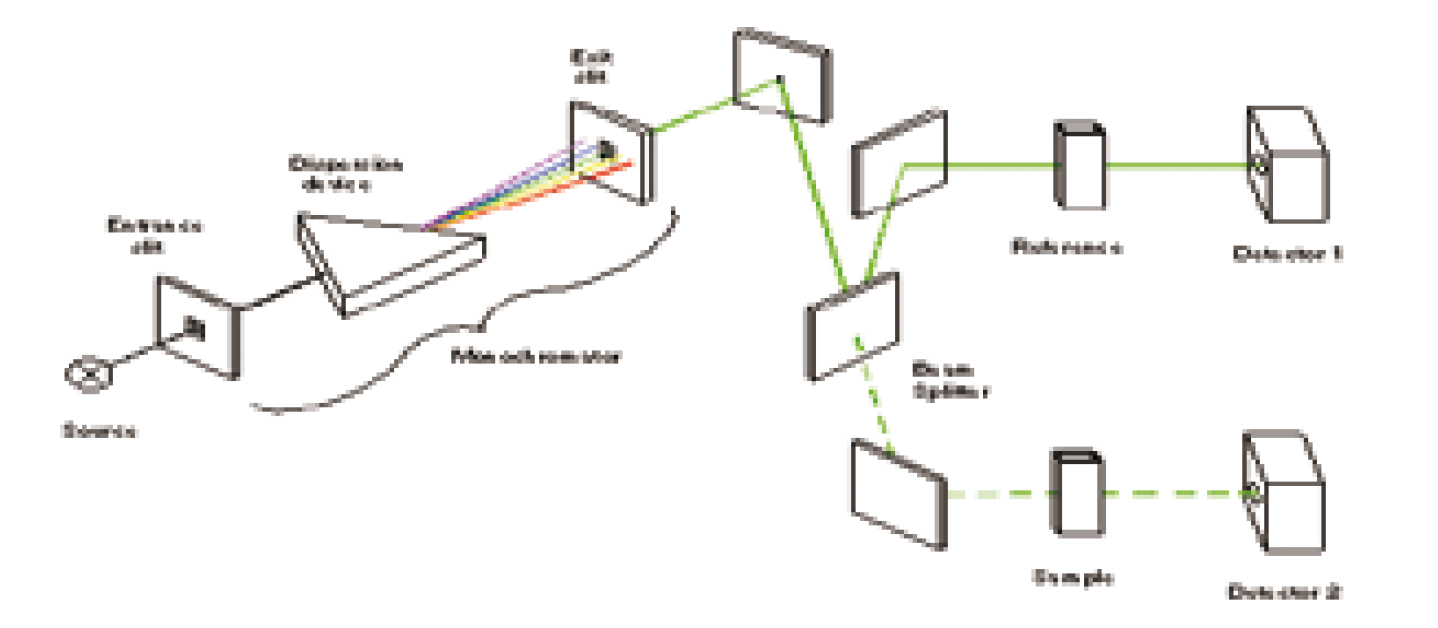 Exit
slit
Dispersion
device
Entrance
slit
Source
Monochromator
Beam
Splitter
Reference
Detector 1
Sample
Detector 2